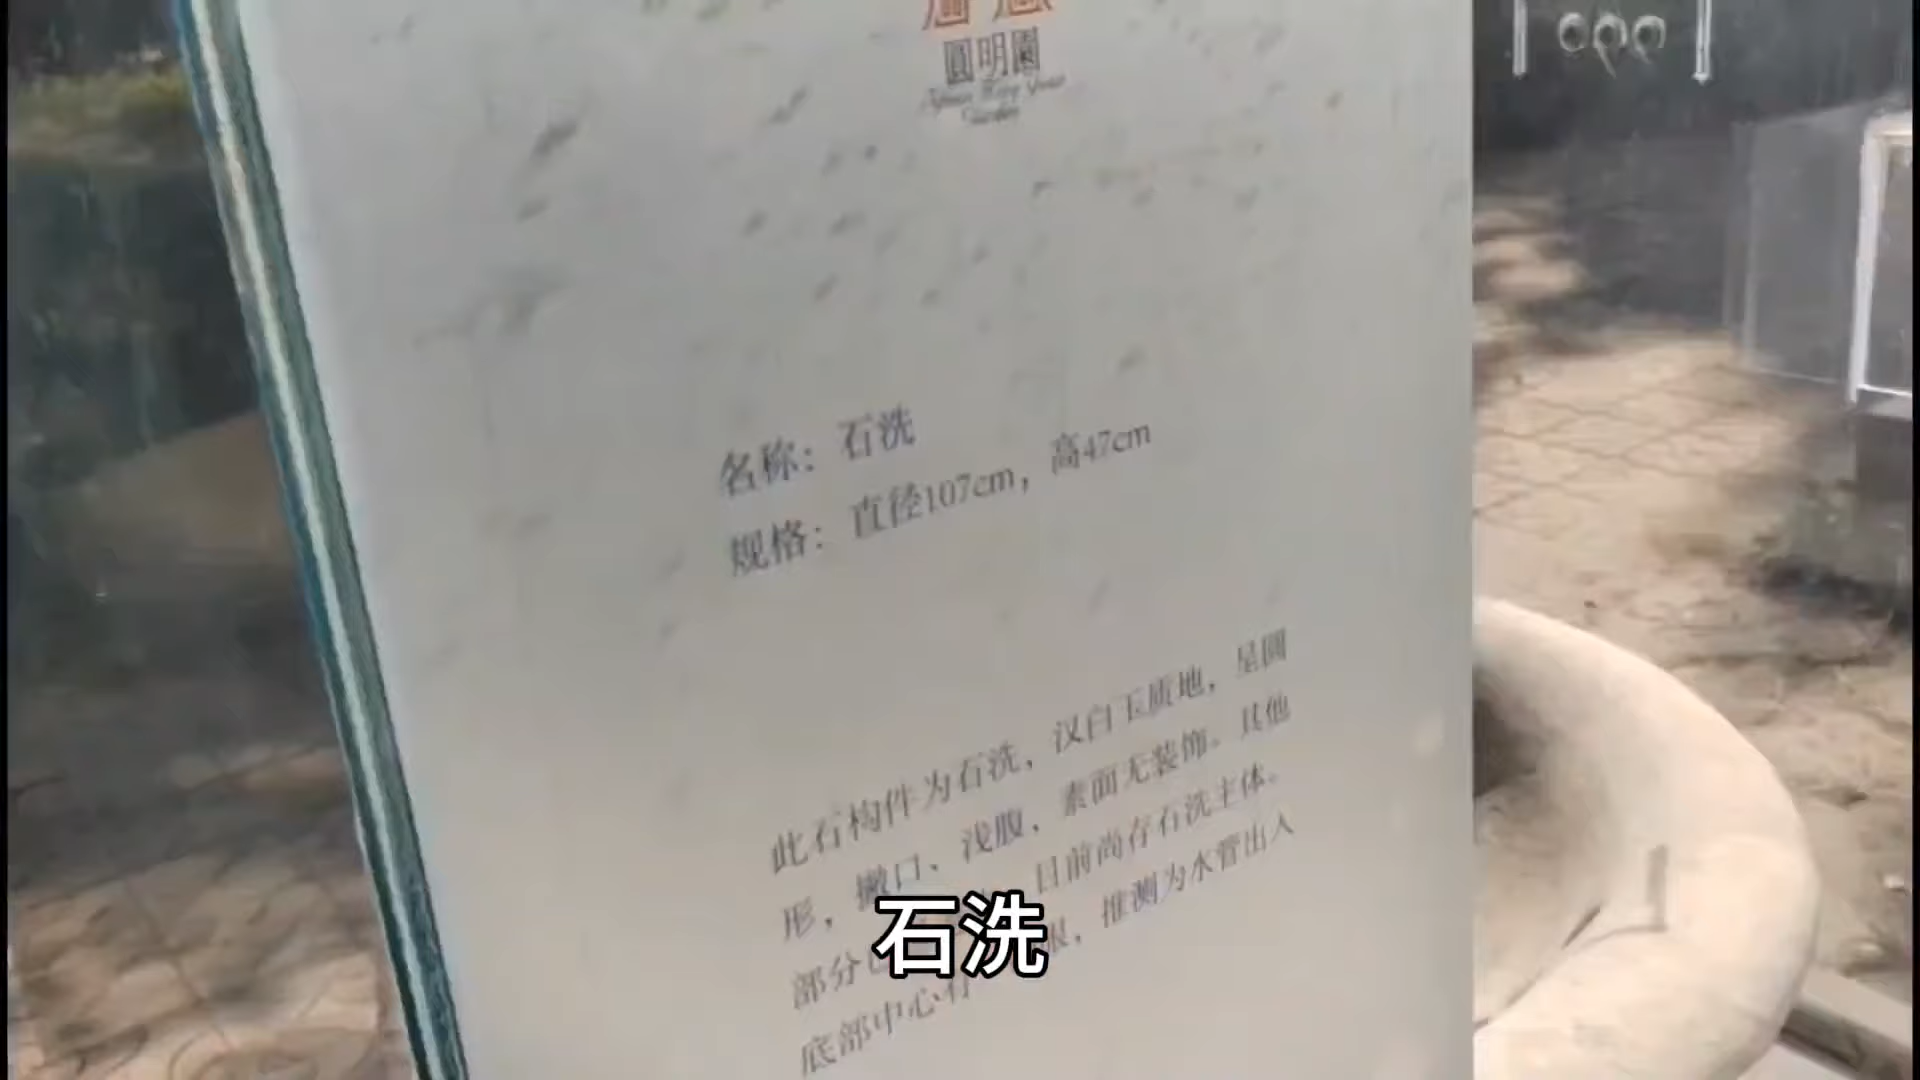 圓明園
名称：石洗
规格：直径107cm，高47cm
此石构件为石洗，汉白玉质地，呈圆
形，撇口、浅腹，素面无装饰。其他
部分已 目前尚存石洗主体。
底部中心有 眼，推测为水管出入
石洗